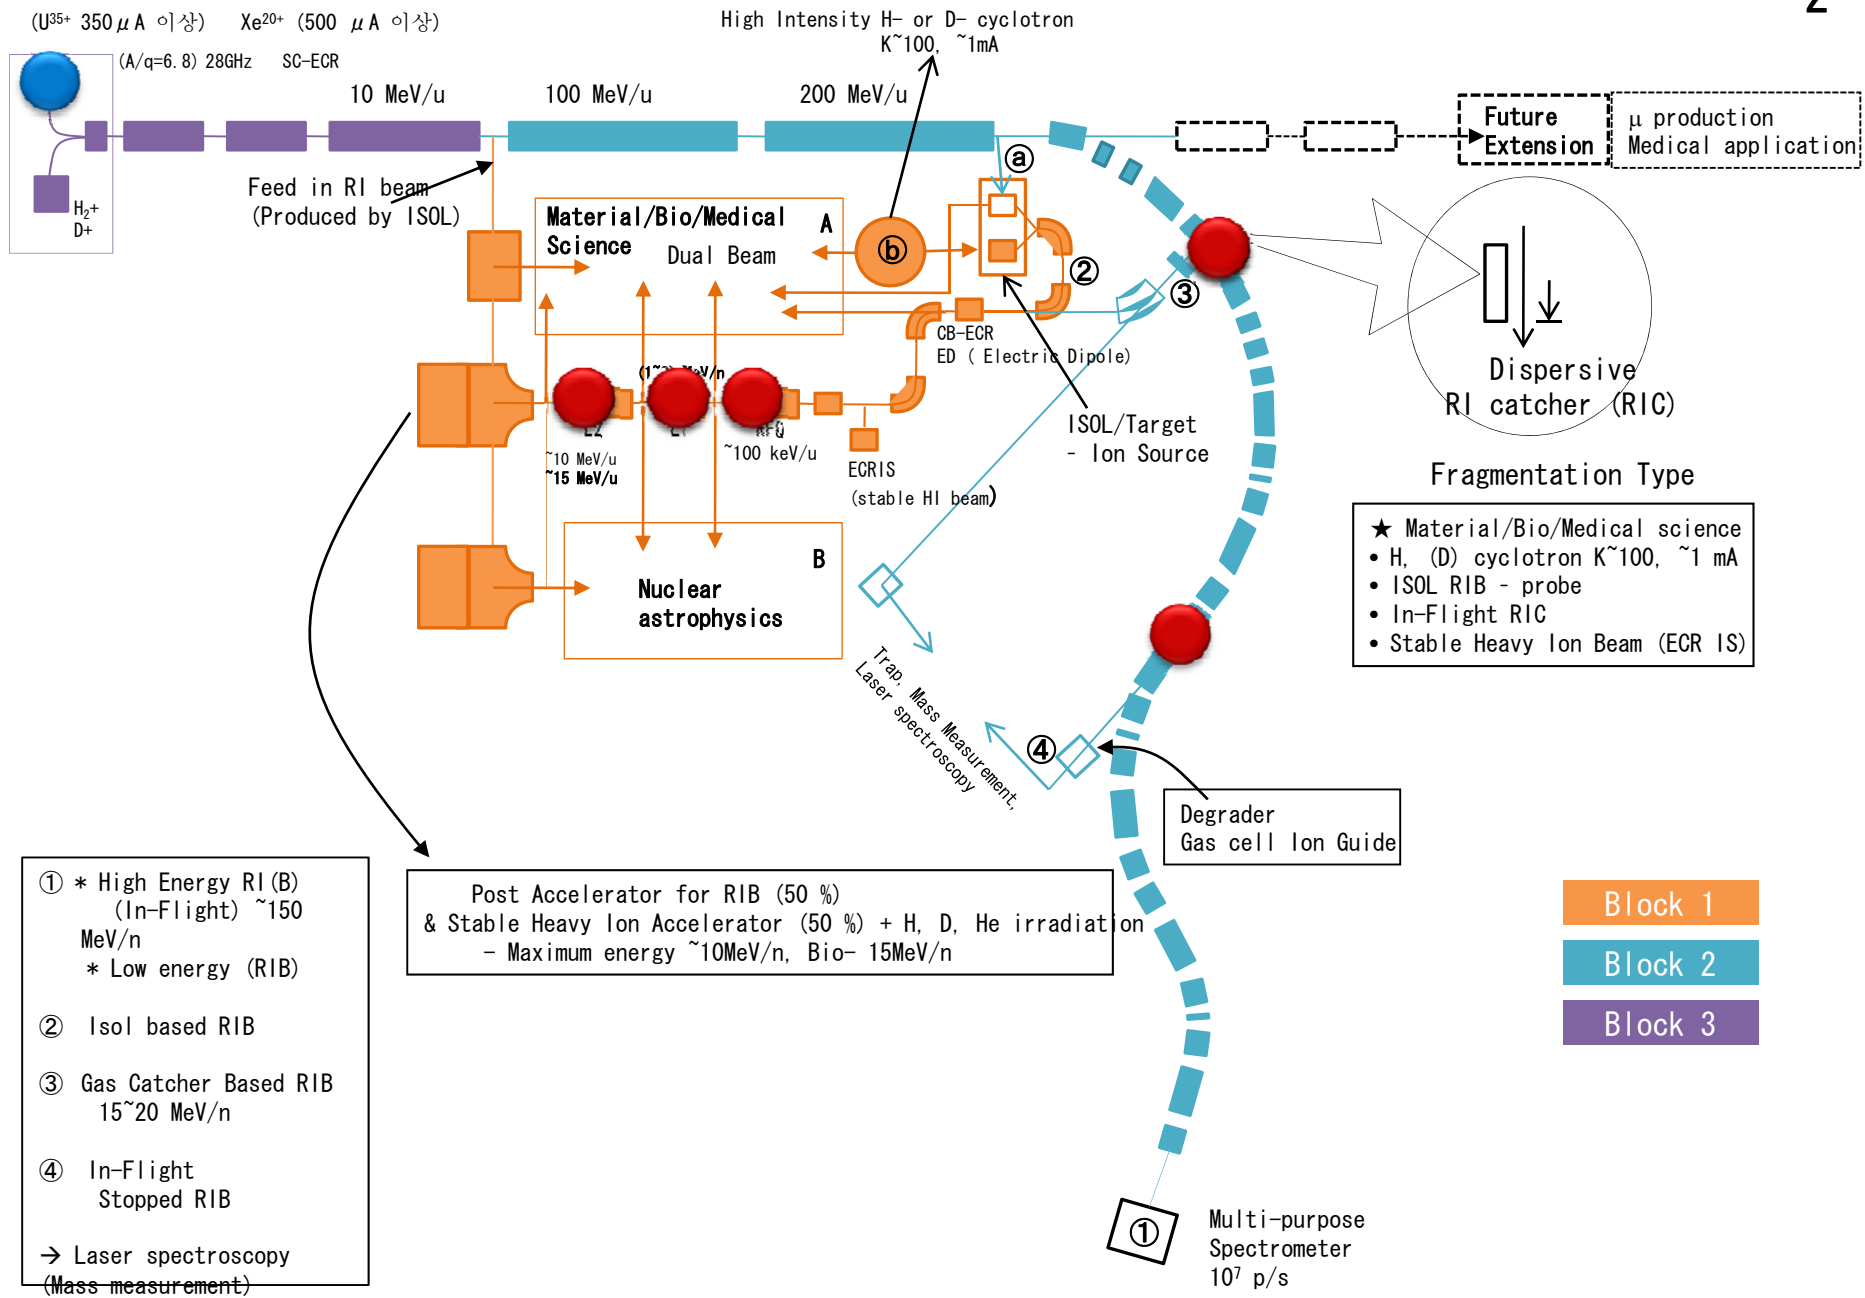 2
(U35+ 350μA 이상) Xe20+ (500 μA 이상)
(A/q=6.8) 28GHz SC-ECR
High Intensity H- or D- cyclotron
K~100, ~1mA
10 MeV/u
100 MeV/u
200 MeV/u
Future
Extension
μ production
Medical application
H2+
D+
Feed in RI beam
(Produced by ISOL)
Material/Bio/Medical
Science
A
Dual Beam
ⓑ
ⓐ
②
③
CB-ECR
ED ( Electric Dipole)
Dispersive
RI catcher (RIC)
ISOL/Target
- Ion Source
MeV/n
~10 MeV/u
~15 MeV/u
~100 keV/u
ECRIS
(stable HI beam)
Fragmentation Type
★ Material/Bio/Medical science
• H, (D) cyclotron K~100, ~1 mA
• ISOL RIB - probe
• In-Flight RIC
• Stable Heavy Ion Beam (ECR IS)
B
Nuclear
astrophysics
Trap, Mass Measurement,
Laser spectroscopy
④
Degrader
Gas cell Ion Guide
① * High Energy RI(B)
(In-Flight) ~150
MeV/n
* Low energy (RIB)
② Isol based RIB
③ Gas Catcher Based RIB
15~20 MeV/n
④ In-Flight
Stopped RIB
→ Laser spectroscopy
(Mass measurement)
Post Accelerator for RIB (50 %)
& Stable Heavy Ion Accelerator (50 %) + H, D, He irradiation
- Maximum energy ~10MeV/n, Bio- 15MeV/n
Block 1
Block 2
Block 3
①
Multi-purpose
Spectrometer
107 p/s